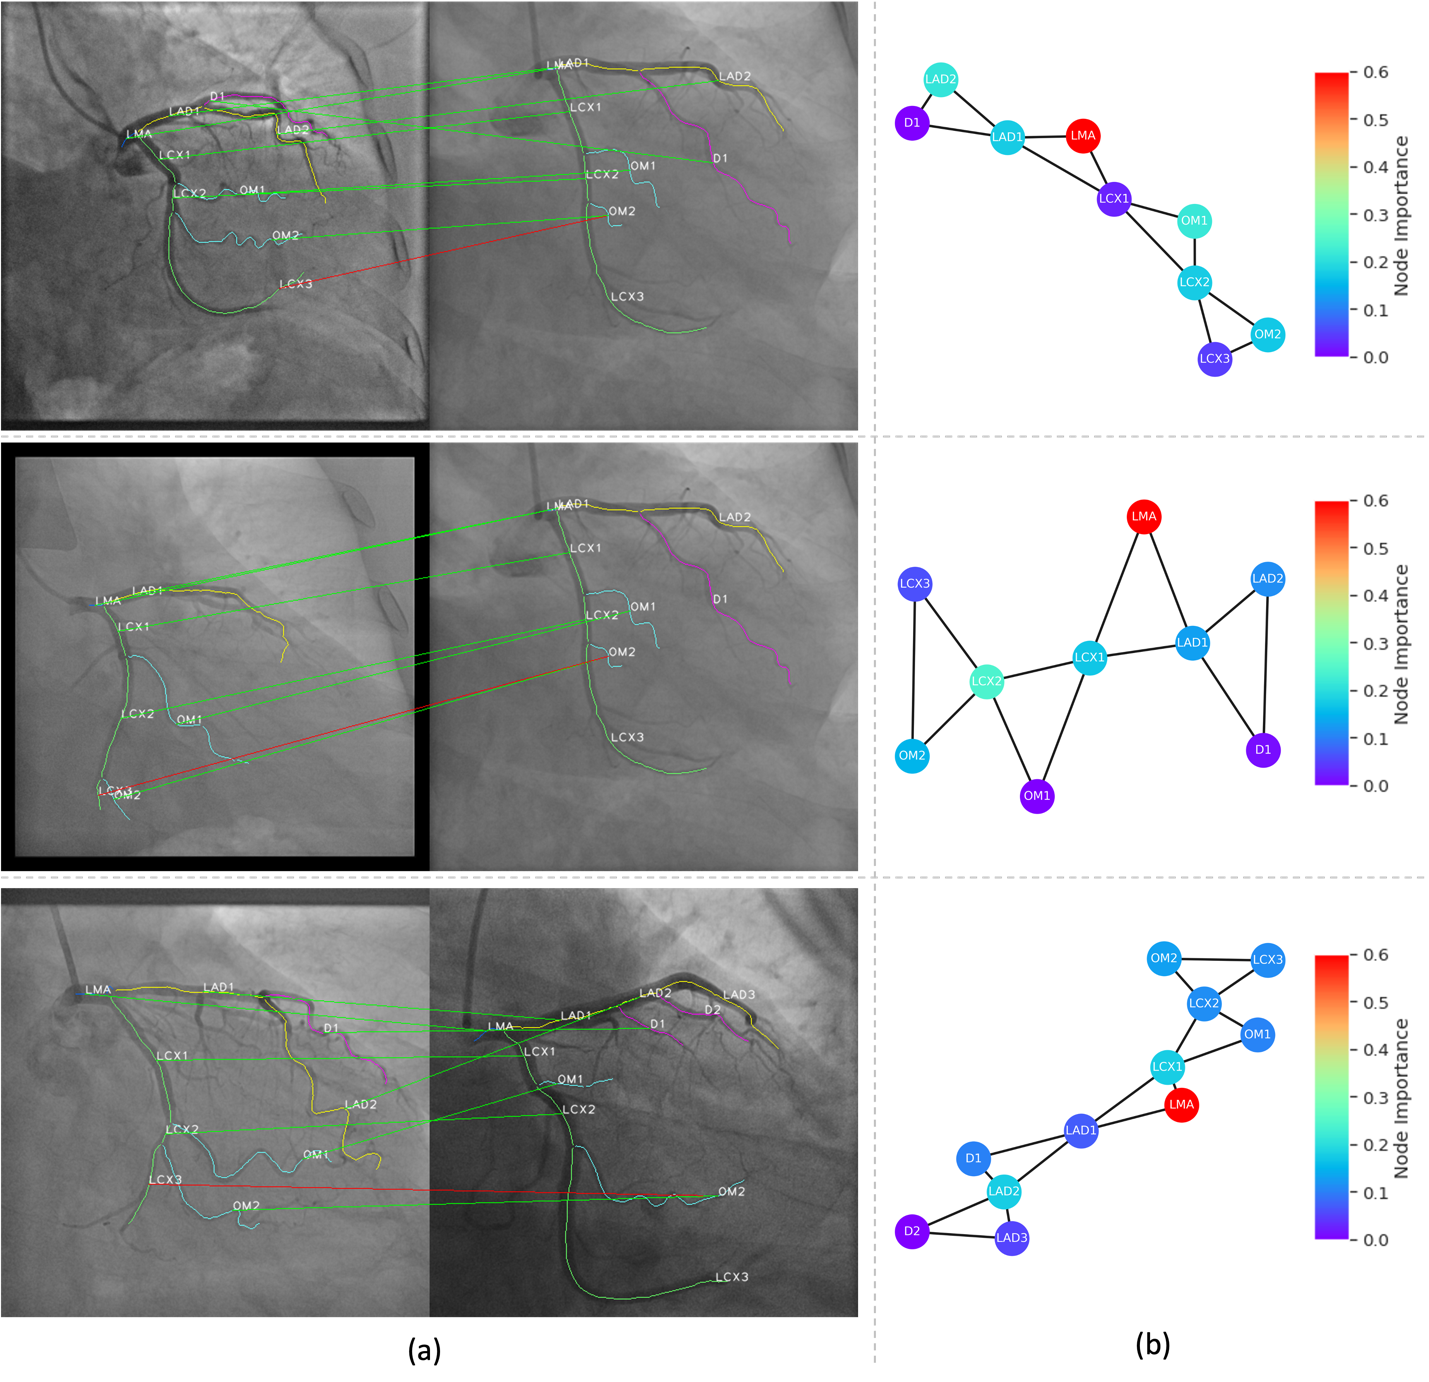 D1
LAD1
LMA
LAD2
LCX1
LCX2
OM1
OM2
LCX3
LMA
LAD1
LAD2
LCX1
D1
OM1
LCX2
OM2
LCX3
LAD2
D1
LAD1
LMA
LCX1
OM1
LCX2
OM2
LCX3
0.6
0.5
0.4
0.3
0.2
0.1
0.0
Node Importance
LAD1
LMA
LCX1
LCX2
OM1
LCX3
OM2
LMA
LAD1
LAD2
LCX1
D1
OM1
LCX2
OM2
LCX3
LMA
LCX3
LAD2
LAD1
LCX1
LCX2
OM2
D1
OM1
0.6
0.5
0.4
0.3
0.2
0.1
0.0
Node Importance
LMA
LAD1
D1
LCX1
LAD2
LCX2
OM1
LCX3
OM2
LAD2
LAD3
D2
LAD1
D1
LMA
LCX1
OM1
LCX2
OM2
LCX3
OM2
LCX3
LCX2
OM1
LCX1
LMA
LAD1
D1
LAD2
D2
LAD3
0.6
0.5
0.4
0.3
0.2
0.1
0.0
Node Importance
(a)
(b)